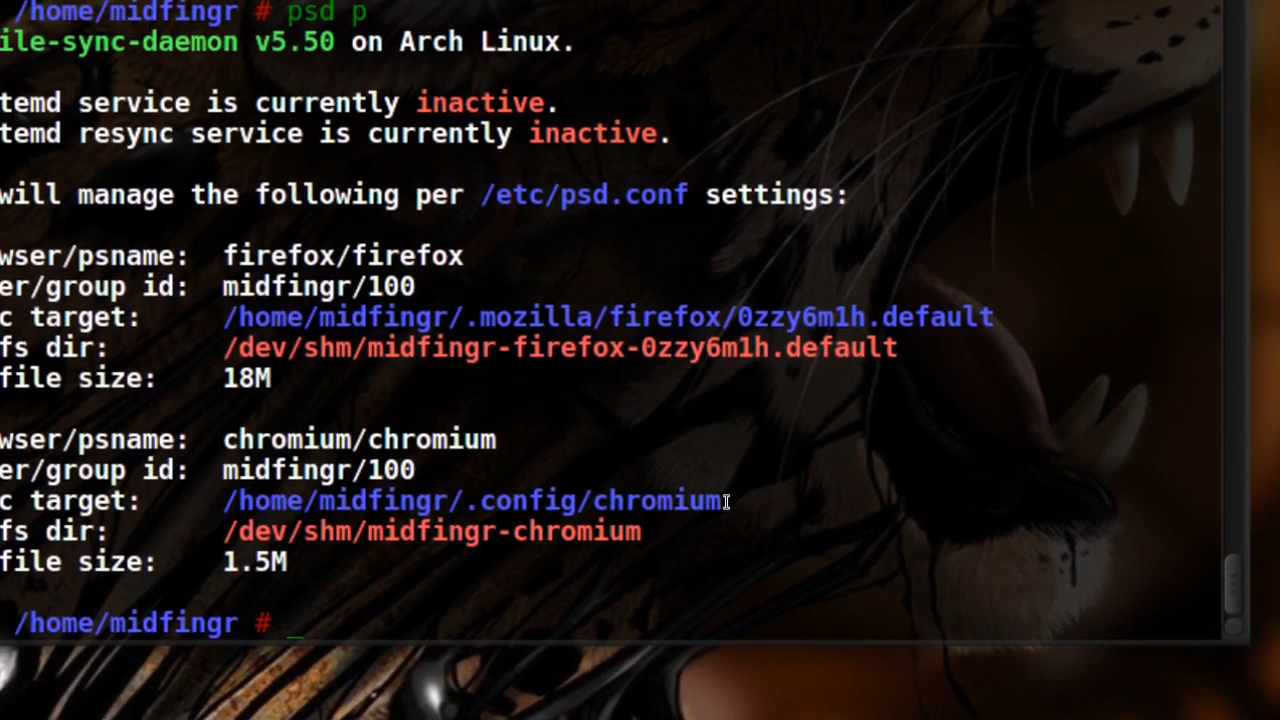 /home/midfingr # psd p
ile-sync-daemon v5.50 on Arch Linux.
temd service is currently inactive.
temd resync service is currently inactive.
will manage the following per /etc/psd.conf settings:
wser/psname: firefox/firefox
er/group id: midfingr/100
c target: /home/midfingr/.mozilla/firefox/0zzy6m1h.default
fs dir: /dev/shm/midfingr-firefox-0zzy6m1h.default
file size: 18M
wser/psname: chromium/chromium
er/group id: midfingr/100
c target: /home/midfingr/.config/chromium
fs dir: /dev/shm/midfingr-chromium
file size: 1.5M
/home/midfingr # _